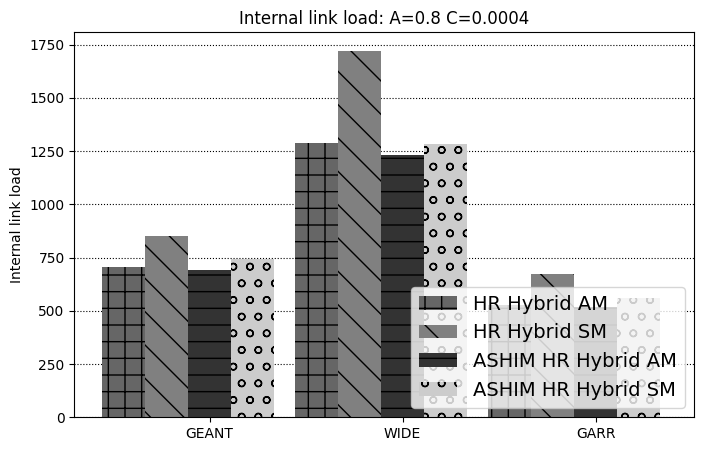 Internal link load: A=0.8 C=0.0004
1750
1500
1250
1000
750
500
250
0
Internal link load
HR Hybrid AM
HR Hybrid SM
ASHIM HR Hybrid AM
ASHIM HR Hybrid SM
GEANT
WIDE
GARR